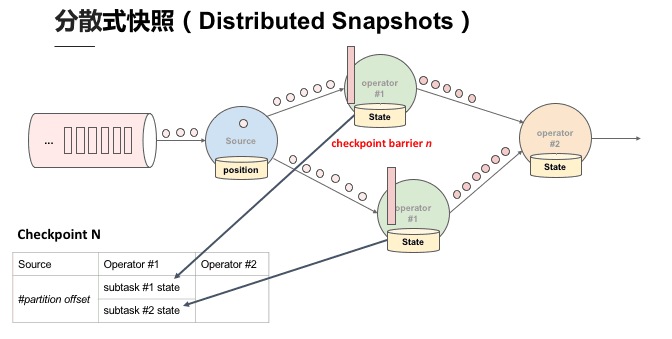 分散式快照（Distributed Snapshots）
operator
#1
State
checkpoint barrier n
...
Source
position
operator
#2
State
operator
#1
State
Checkpoint N
Source Operator #1 Operator #2
#partition offset
subtask #1 state
subtask #2 state